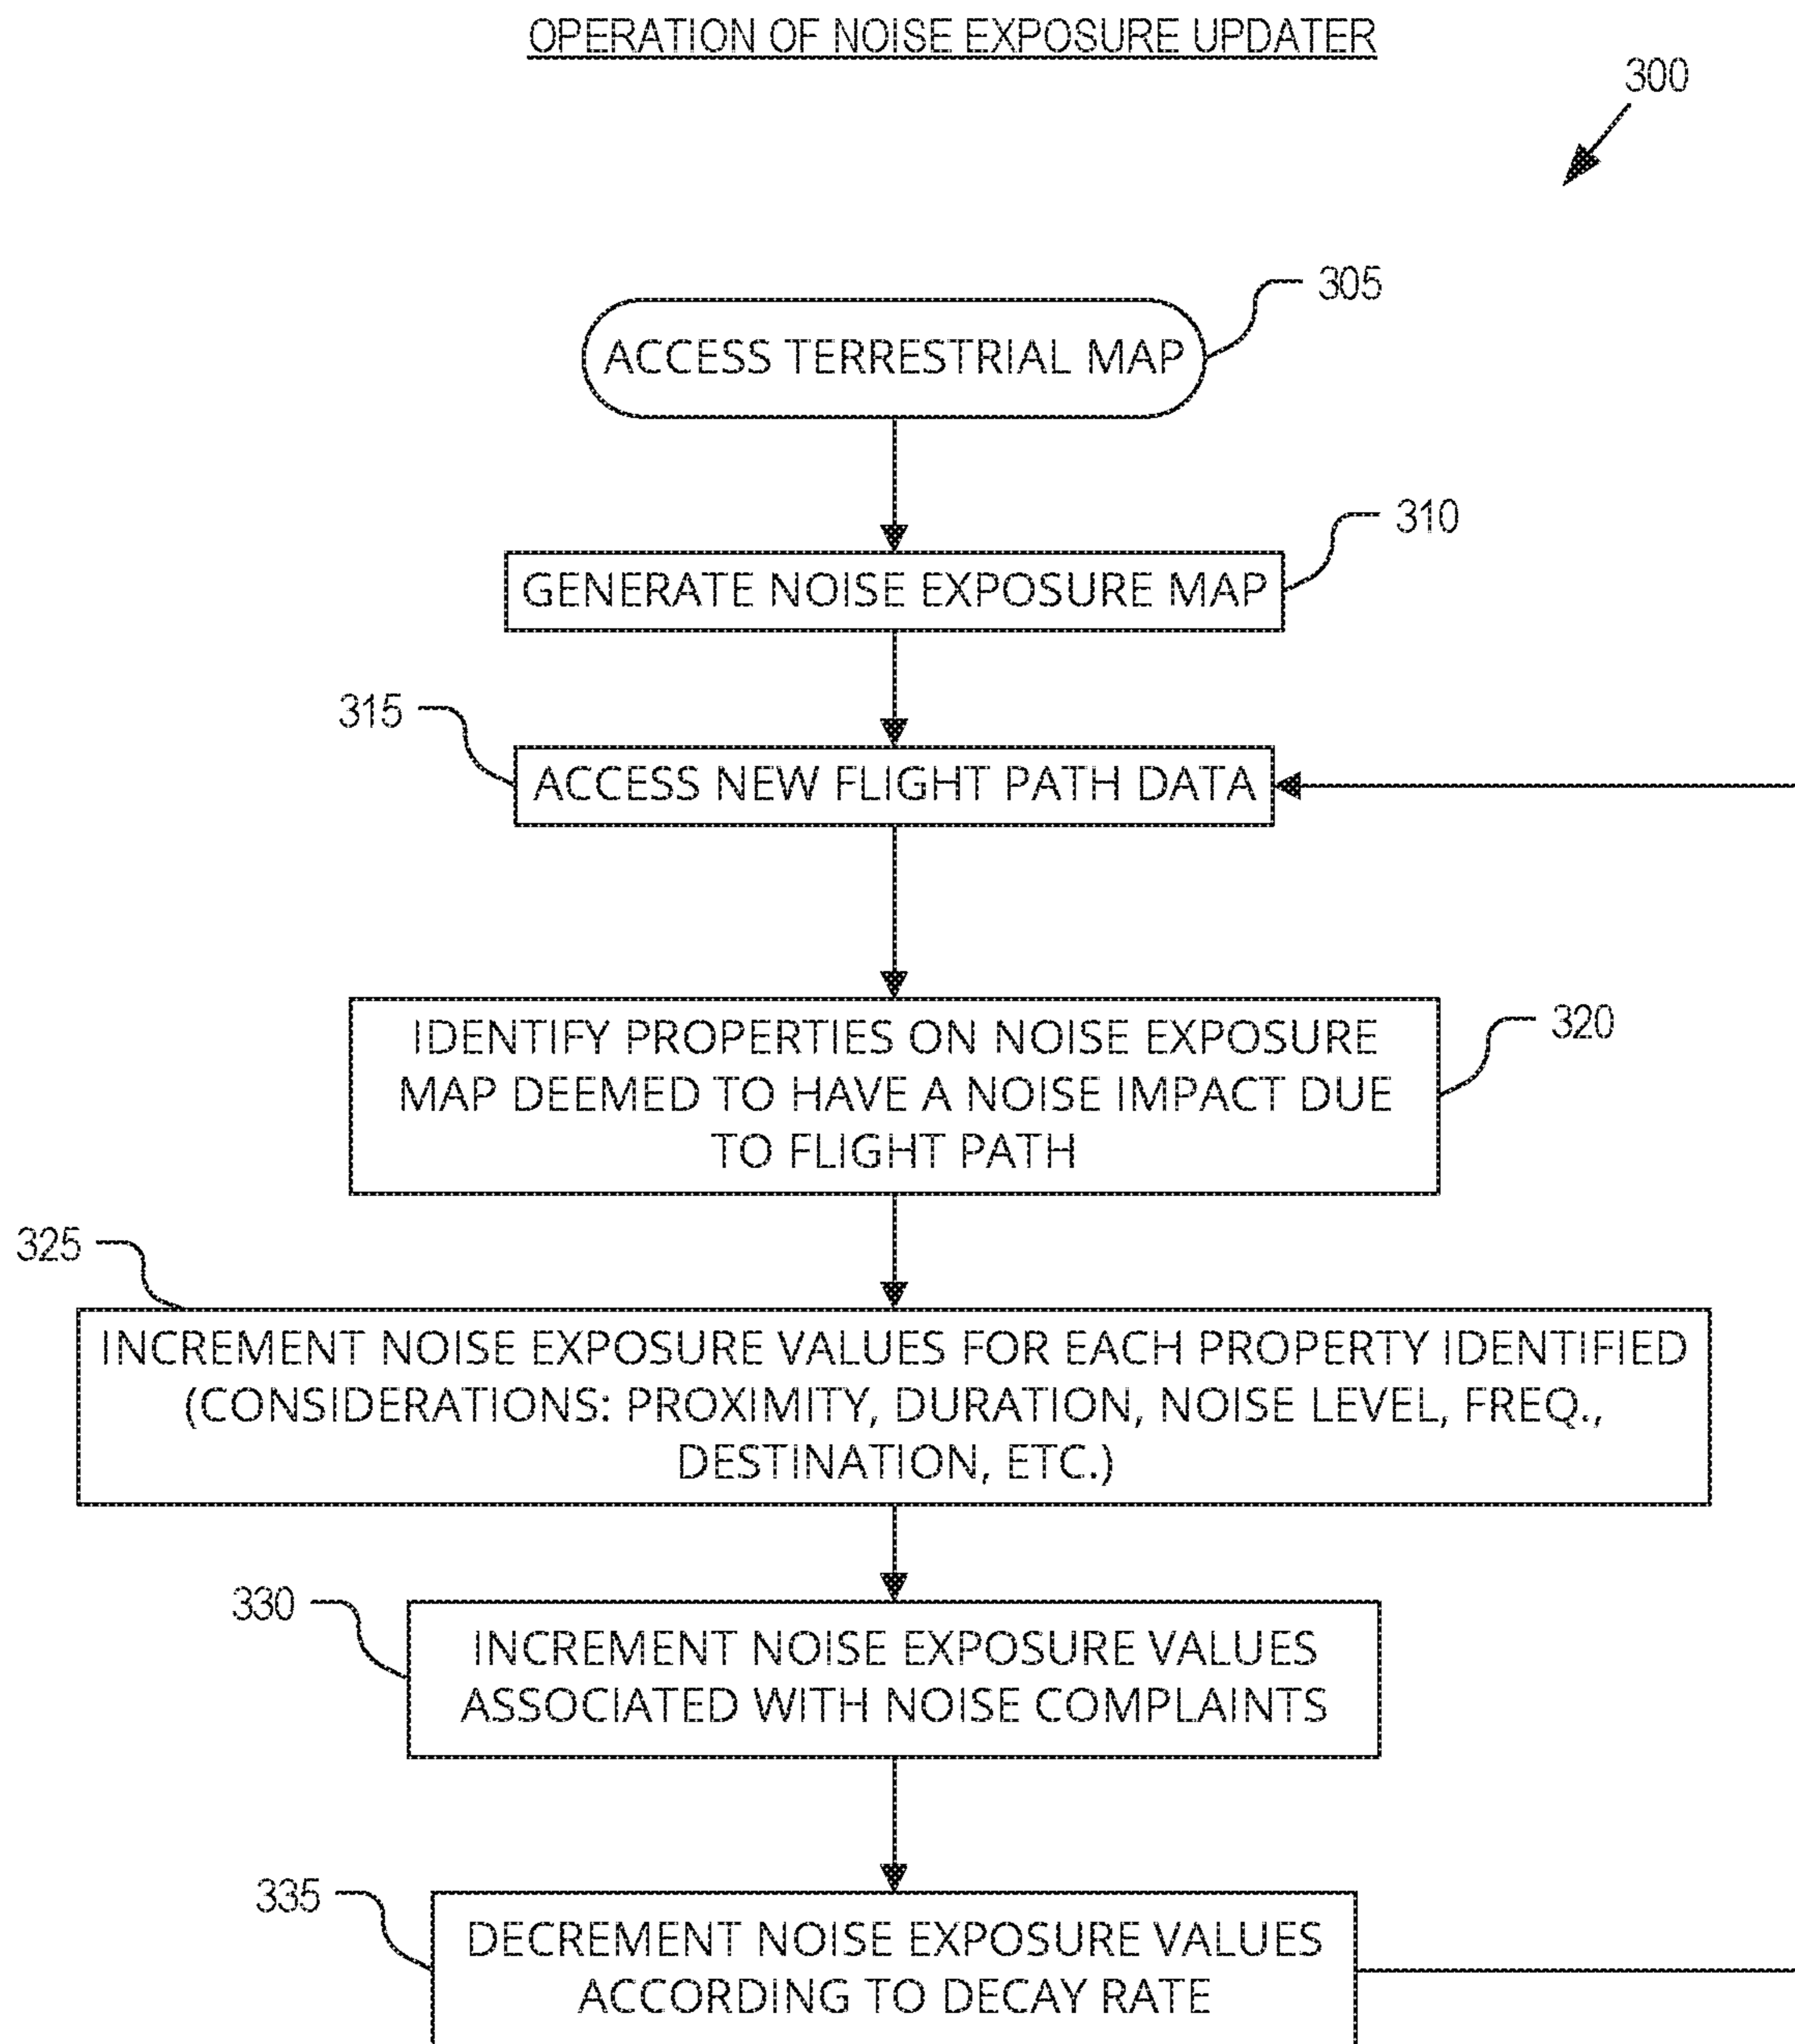 OPERATION OF NOISE EXPOSURE UPDATER
300
305
ACCESS TERRESTRIAL MAP
310
GENERATE NOISE EXPOSURE MAP
315
ACCESS NEW FLIGHT PATH DATA
320
IDENTIFY PROPERTIES ON NOISE EXPOSURE
MAP DEEMED TO HAVE A NOISE IMPACT DUE
TO FLIGHT PATH
325
INCREMENT NOISE EXPOSURE VALUES FOR EACH PROPERTY IDENTIFIED
(CONSIDERATIONS: PROXIMITY, DURATION, NOISE LEVEL, FREQ.,
DESTINATION, ETC.)
330
INCREMENT NOISE EXPOSURE VALUES
ASSOCIATED WITH NOISE COMPLAINTS
335
DECREMENT NOISE EXPOSURE VALUES
ACCORDING TO DECAY RATE